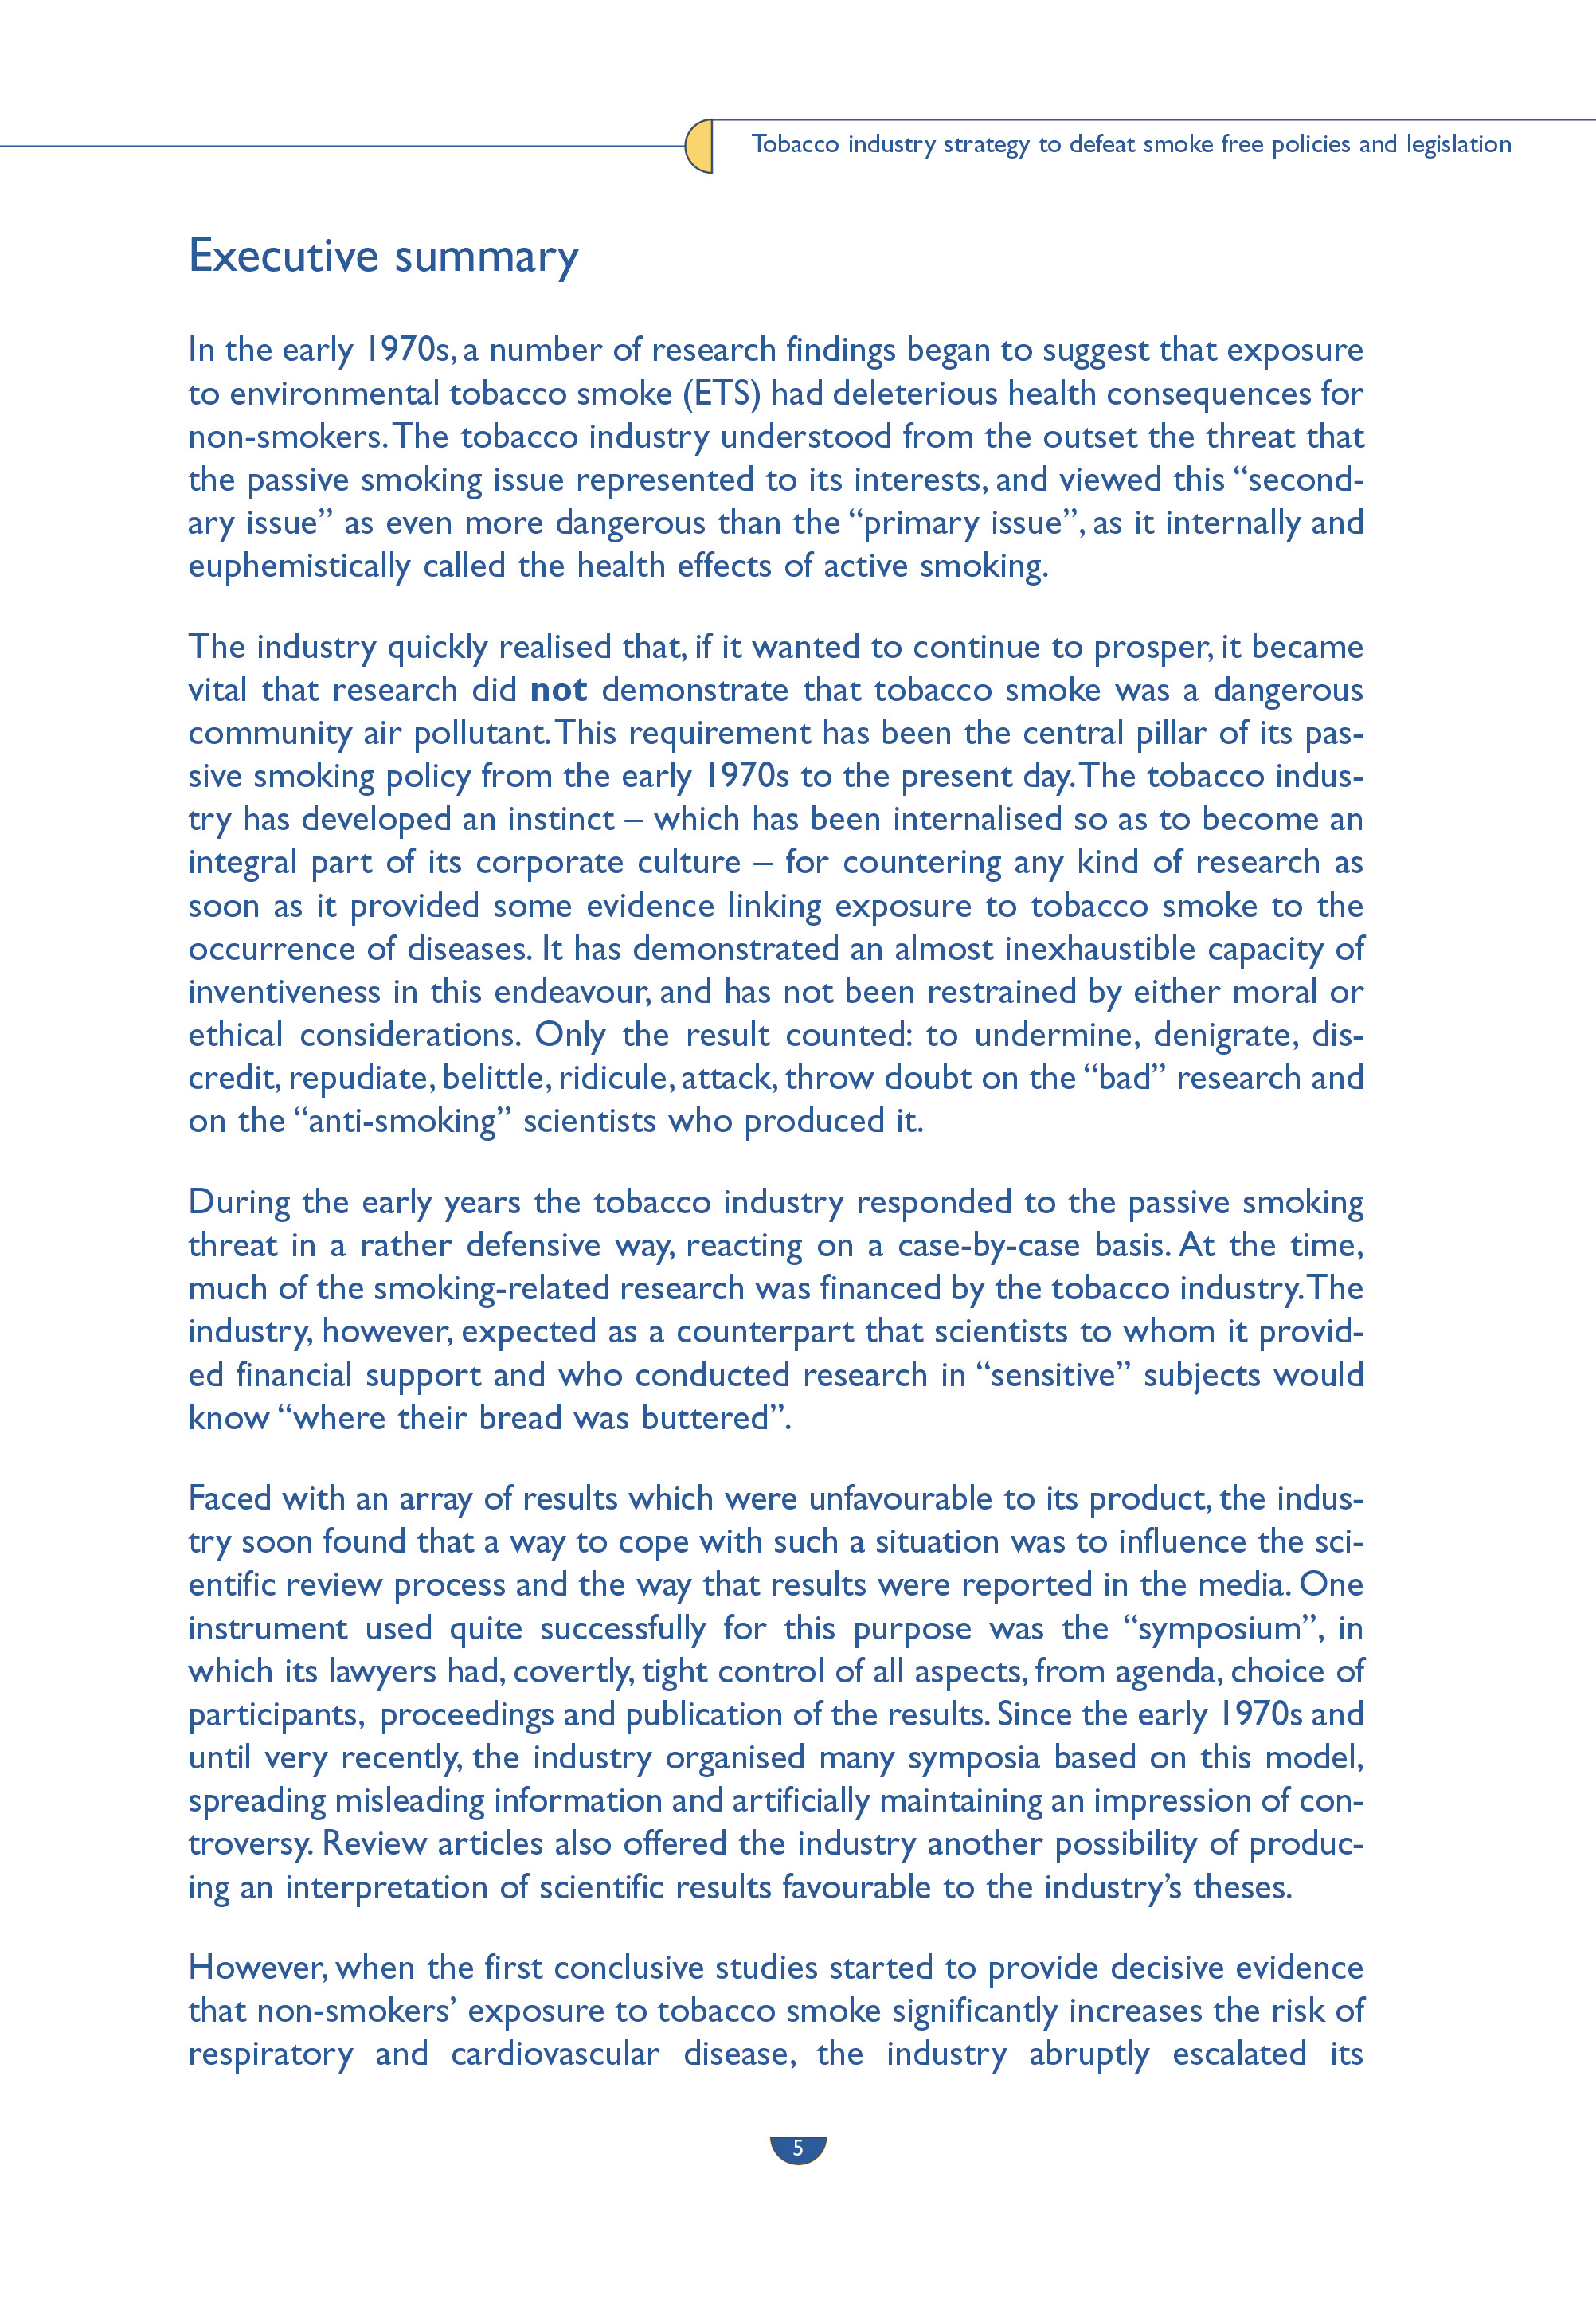 Tobacco industry strategy to defeat smoke free policies and legislation
Executive summary
In the early 1970s, a number of research findings began to suggest that exposure
to environmental tobacco smoke (ETS) had deleterious health consequences for
non-smokers. The tobacco industry understood from the outset the threat that
the passive smoking issue represented to its interests, and viewed this “second-
ary issue” as even more dangerous than the “primary issue”, as it internally and
euphemistically called the health effects of active smoking.
The industry quickly realised that, if it wanted to continue to prosper, it became
vital that research did not demonstrate that tobacco smoke was a dangerous
community air pollutant. This requirement has been the central pillar of its pas-
sive smoking policy from the early 1970s to the present day. The tobacco indus-
try has developed an instinct – which has been internalised so as to become an
integral part of its corporate culture – for countering any kind of research as
soon as it provided some evidence linking exposure to tobacco smoke to the
occurrence of diseases. It has demonstrated an almost inexhaustible capacity of
inventiveness in this endeavour, and has not been restrained by either moral or
ethical considerations. Only the result counted: to undermine, denigrate, dis-
credit, repudiate, belittle, ridicule, attack, throw doubt on the “bad” research and
on the “anti-smoking” scientists who produced it.
During the early years the tobacco industry responded to the passive smoking
threat in a rather defensive way, reacting on a case-by-case basis. At the time,
much of the smoking-related research was financed by the tobacco industry. The
industry, however, expected as a counterpart that scientists to whom it provid-
ed financial support and who conducted research in “sensitive” subjects would
know “where their bread was buttered”.
Faced with an array of results which were unfavourable to its product, the indus-
try soon found that a way to cope with such a situation was to influence the sci-
entific review process and the way that results were reported in the media. One
instrument used quite successfully for this purpose was the “symposium”, in
which its lawyers had, covertly, tight control of all aspects, from agenda, choice of
participants, proceedings and publication of the results. Since the early 1970s and
until very recently, the industry organised many symposia based on this model,
spreading misleading information and artificially maintaining an impression of con-
troversy. Review articles also offered the industry another possibility of produc-
ing an interpretation of scientific results favourable to the industry’s theses.
However, when the first conclusive studies started to provide decisive evidence
that non-smokers’ exposure to tobacco smoke significantly increases the risk of
respiratory and cardiovascular disease, the industry abruptly escalated its
5